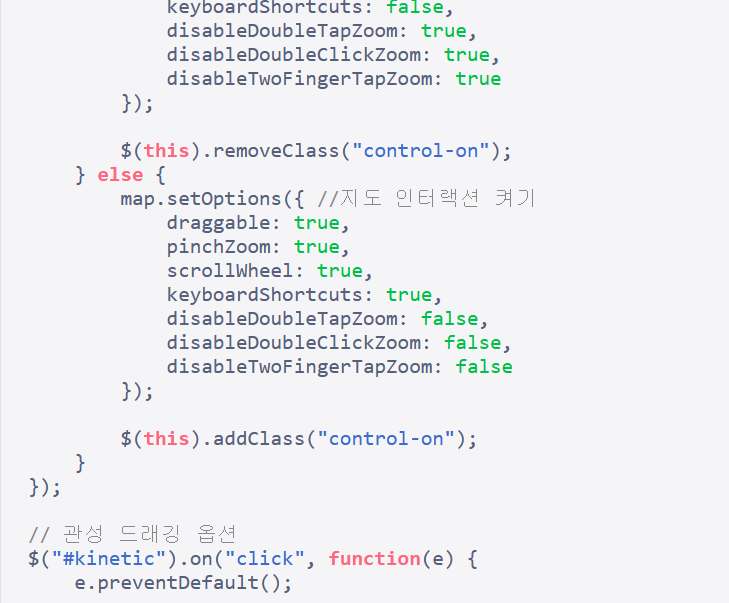 keyboardShortcuts: false,
            disableDoubleTapZoom: true,
            disableDoubleClickZoom: true,
            disableTwoFingerTapZoom: true
        });

        $(this).removeClass("control-on");
    } else {
        map.setOptions({ //지도 인터랙션 켜기
            draggable: true,
            pinchZoom: true,
            scrollWheel: true,
            keyboardShortcuts: true,
            disableDoubleTapZoom: false,
            disableDoubleClickZoom: false,
            disableTwoFingerTapZoom: false
        });

        $(this).addClass("control-on");
    }
});

// 관성 드래깅 옵션
$("#kinetic").on("click", function(e) {
    e.preventDefault();